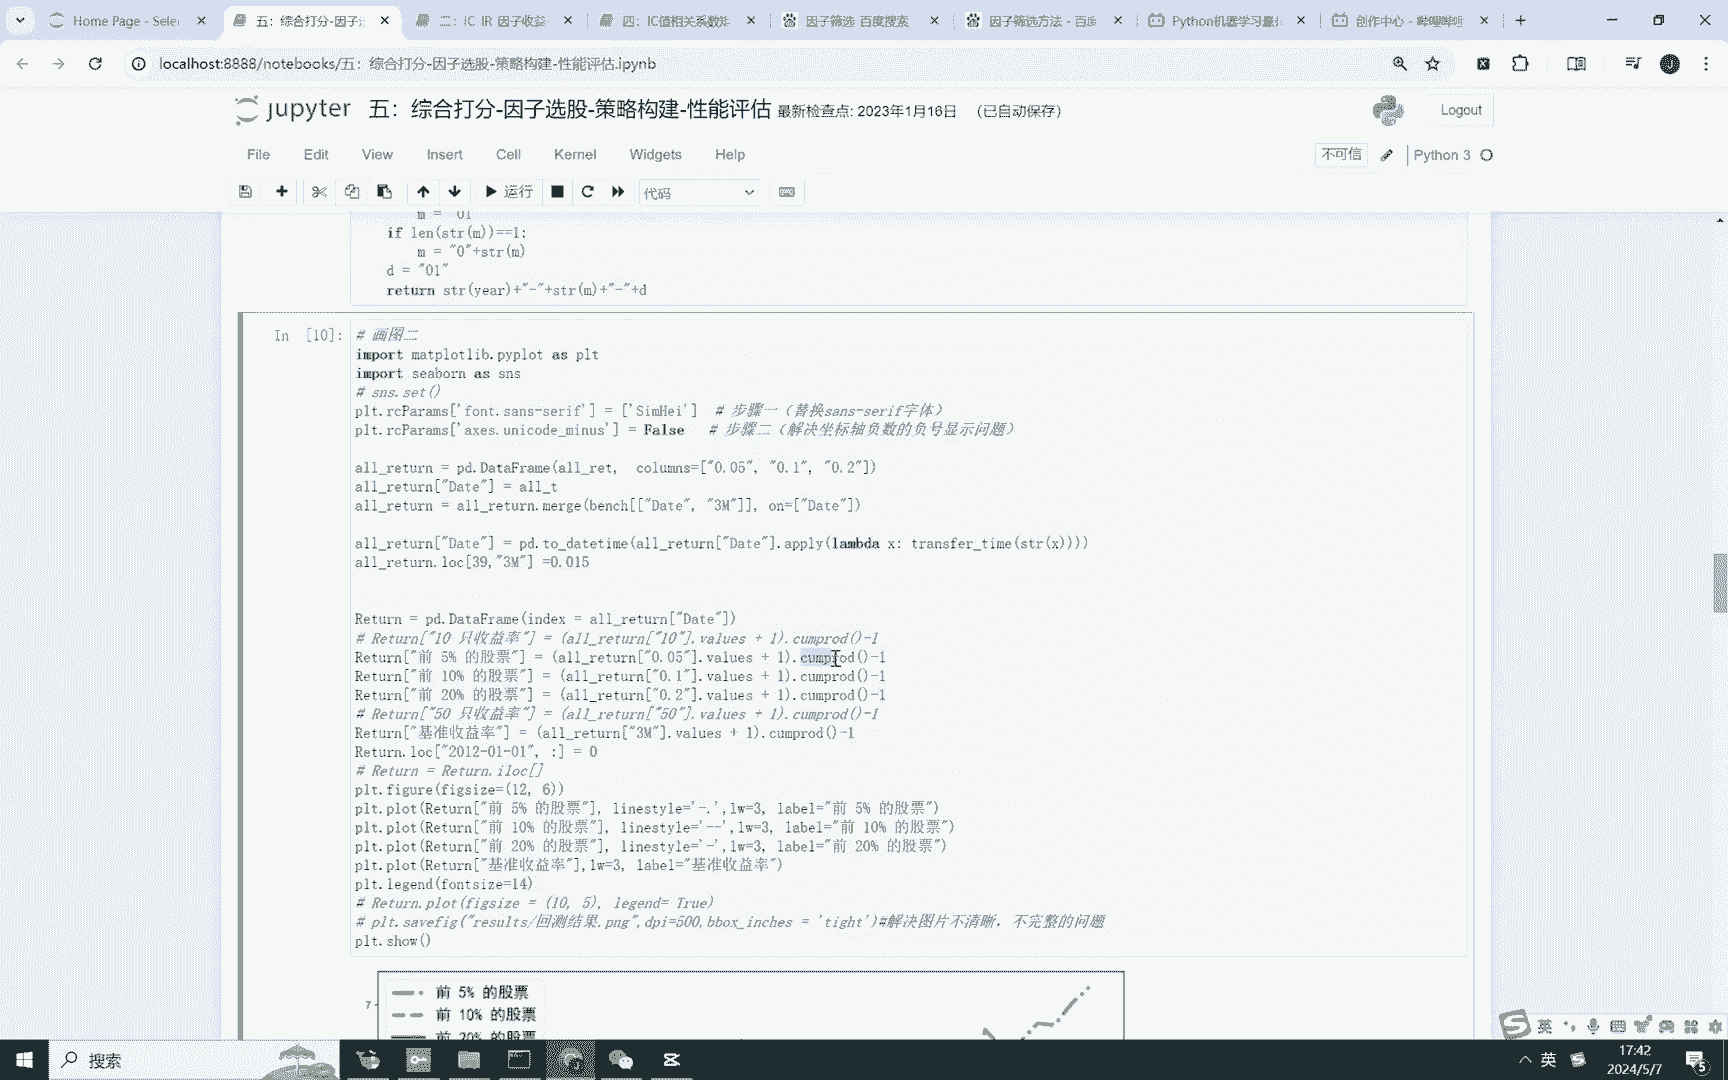 Home Page - Selec
五：综合打分-因子选
二：IC IR 因子收益
四：IC值相关系数矩
因子筛选_百度搜索
因子筛选方法 - 百度
Python机器学习量化
创作中心 - 哔哩哔哩
localhost:8888/notebooks/五：综合打分-因子选股-策略构建-性能评估.ipynb
jupyter 五：综合打分-因子选股-策略构建-性能评估 最新检查点: 2023年1月16日 (已自动保存)
Logout
File Edit View Insert Cell Kernel Widgets Help
不可信 Python 3
运行 代码
m = "01"
if len(str(m))==1:
m = "0"+str(m)
d = "01"
return str(year)+"-"+str(m)+"-"+d
In [10]: # 画图二
import matplotlib.pyplot as plt
import seaborn as sns
# sns.set()
plt.rcParams['font.sans-serif'] = ['SimHei'] # 步骤一（替换sans-serif字体）
plt.rcParams['axes.unicode_minus'] = False # 步骤二（解决坐标轴负数的负号显示问题）
all_return = pd.DataFrame(all_ret, columns=["0.05", "0.1", "0.2"])
all_return["Date"] = all_t
all_return = all_return.merge(bench[["Date", "3M"]], on=["Date"])
all_return["Date"] = pd.to_datetime(all_return["Date"].apply(lambda x: transfer_time(str(x))))
all_return.loc[39,"3M"] =0.015
Return = pd.DataFrame(index = all_return["Date"])
# Return["10 只收益率"] = (all_return["10"].values + 1).cumprod()-1
Return["前 5% 的股票"] = (all_return["0.05"].values + 1).cumprod()-1
Return["前 10% 的股票"] = (all_return["0.1"].values + 1).cumprod()-1
Return["前 20% 的股票"] = (all_return["0.2"].values + 1).cumprod()-1
# Return["50 只收益率"] = (all_return["50"].values + 1).cumprod()-1
Return["基准收益率"] = (all_return["3M"].values + 1).cumprod()-1
Return.loc["2012-01-01", :] = 0
# Return = Return.iloc[]
plt.figure(figsize=(12, 6))
plt.plot(Return["前 5% 的股票"], linestyle='-.',lw=3, label="前 5% 的股票")
plt.plot(Return["前 10% 的股票"], linestyle='--',lw=3, label="前 10% 的股票")
plt.plot(Return["前 20% 的股票"], linestyle='-',lw=3, label="前 20% 的股票")
plt.plot(Return["基准收益率"],lw=3, label="基准收益率")
plt.legend(fontsize=14)
# Return.plot(figsize = (10, 5), legend= True)
# plt.savefig("results/回测结果.png",dpi=500,bbox_inches = 'tight')#解决图片不清晰，不完整的问题
plt.show()
前 5% 的股票
7
前 10% 的股票
前 20% 的股票
英
搜索
英
17:42
2024/5/7
5